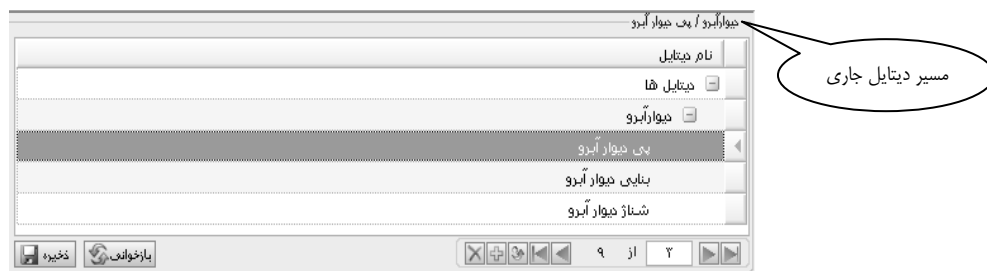 دیوارآبرو / پی دیوار آبرو
مسیر دیتایل جاری
نام دیتایل
دیتایل ها
دیوارآبرو
پی دیوار آبرو
بنایی دیوار آبرو
شناژ دیوار آبرو
۳ از ۹
بازخوانی
ذخیره